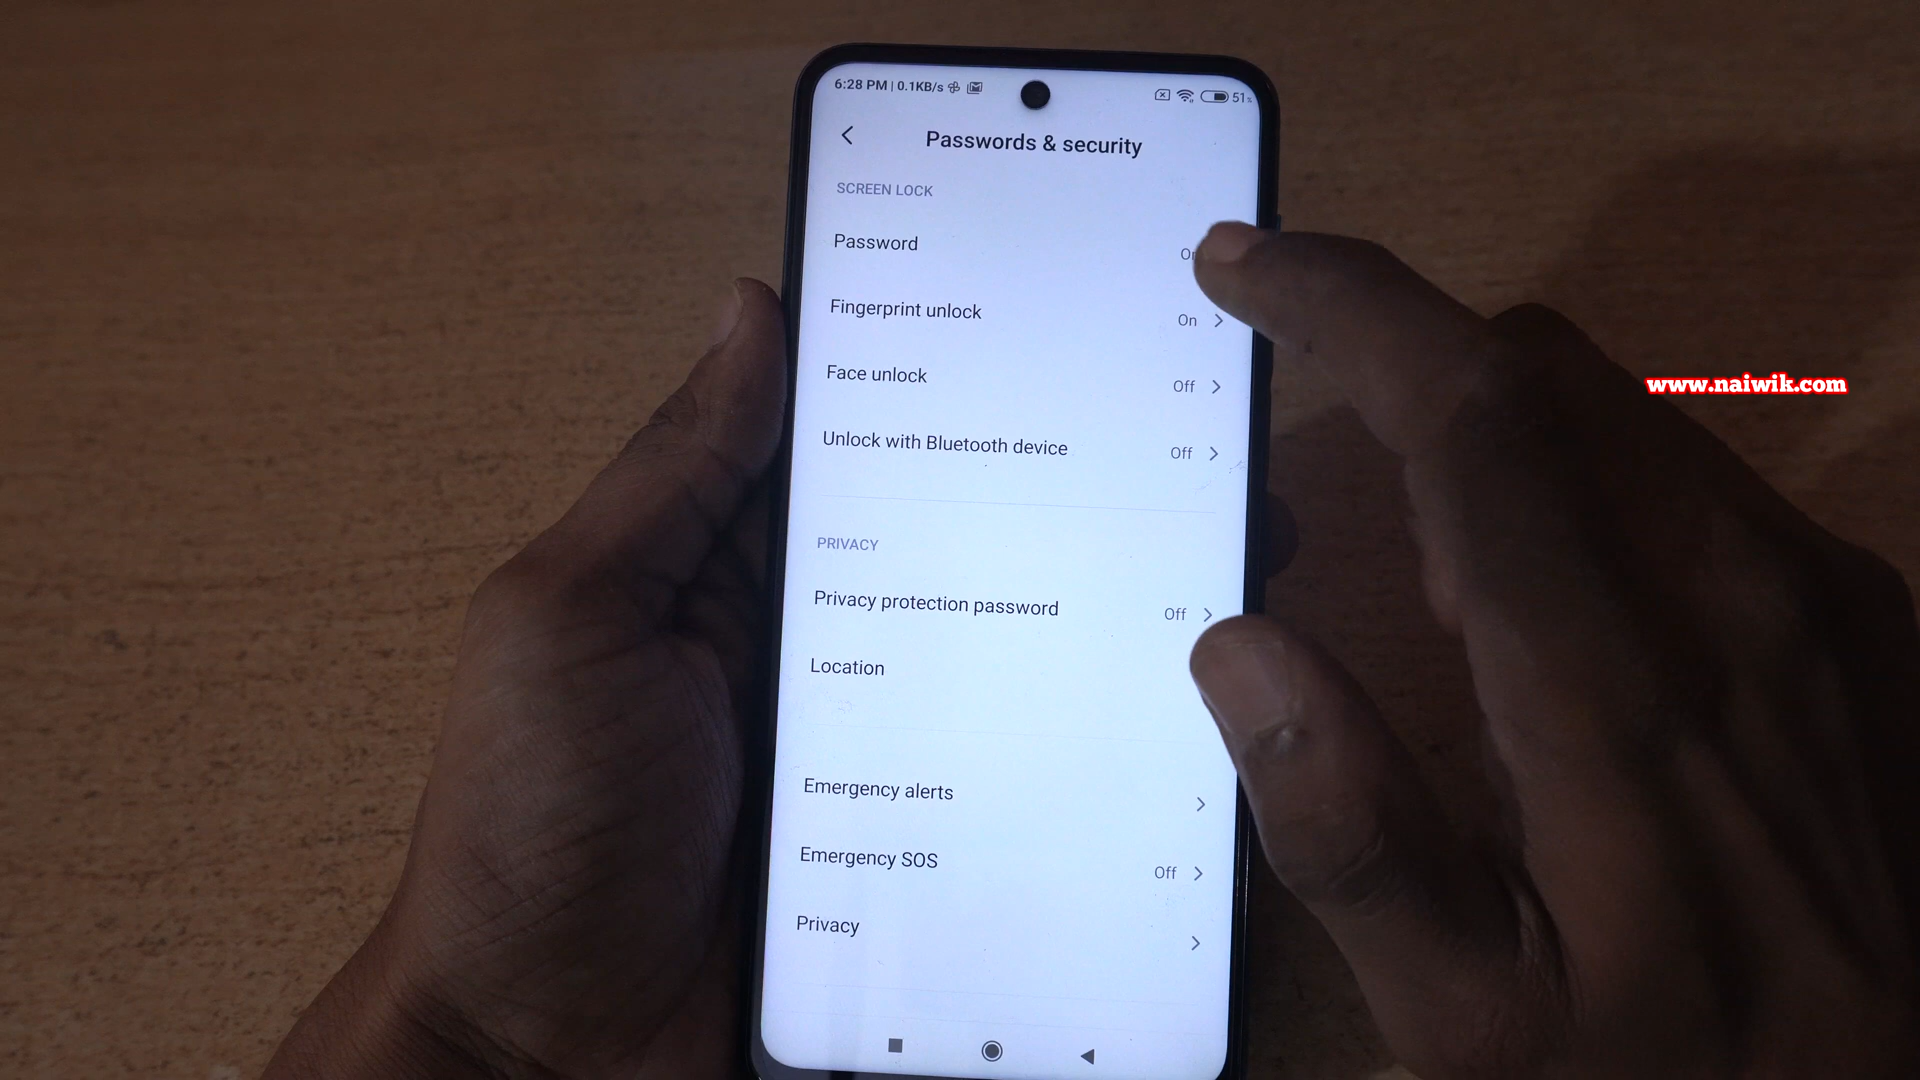 6:28 PM | 0.1KB/s
51%
Passwords & security
SCREEN LOCK
Password
Fingerprint unlock On
Face unlock Off
Unlock with Bluetooth device Off
PRIVACY
Privacy protection password Off
Location
Emergency alerts
Emergency SOS Off
Privacy
www.naiwik.com